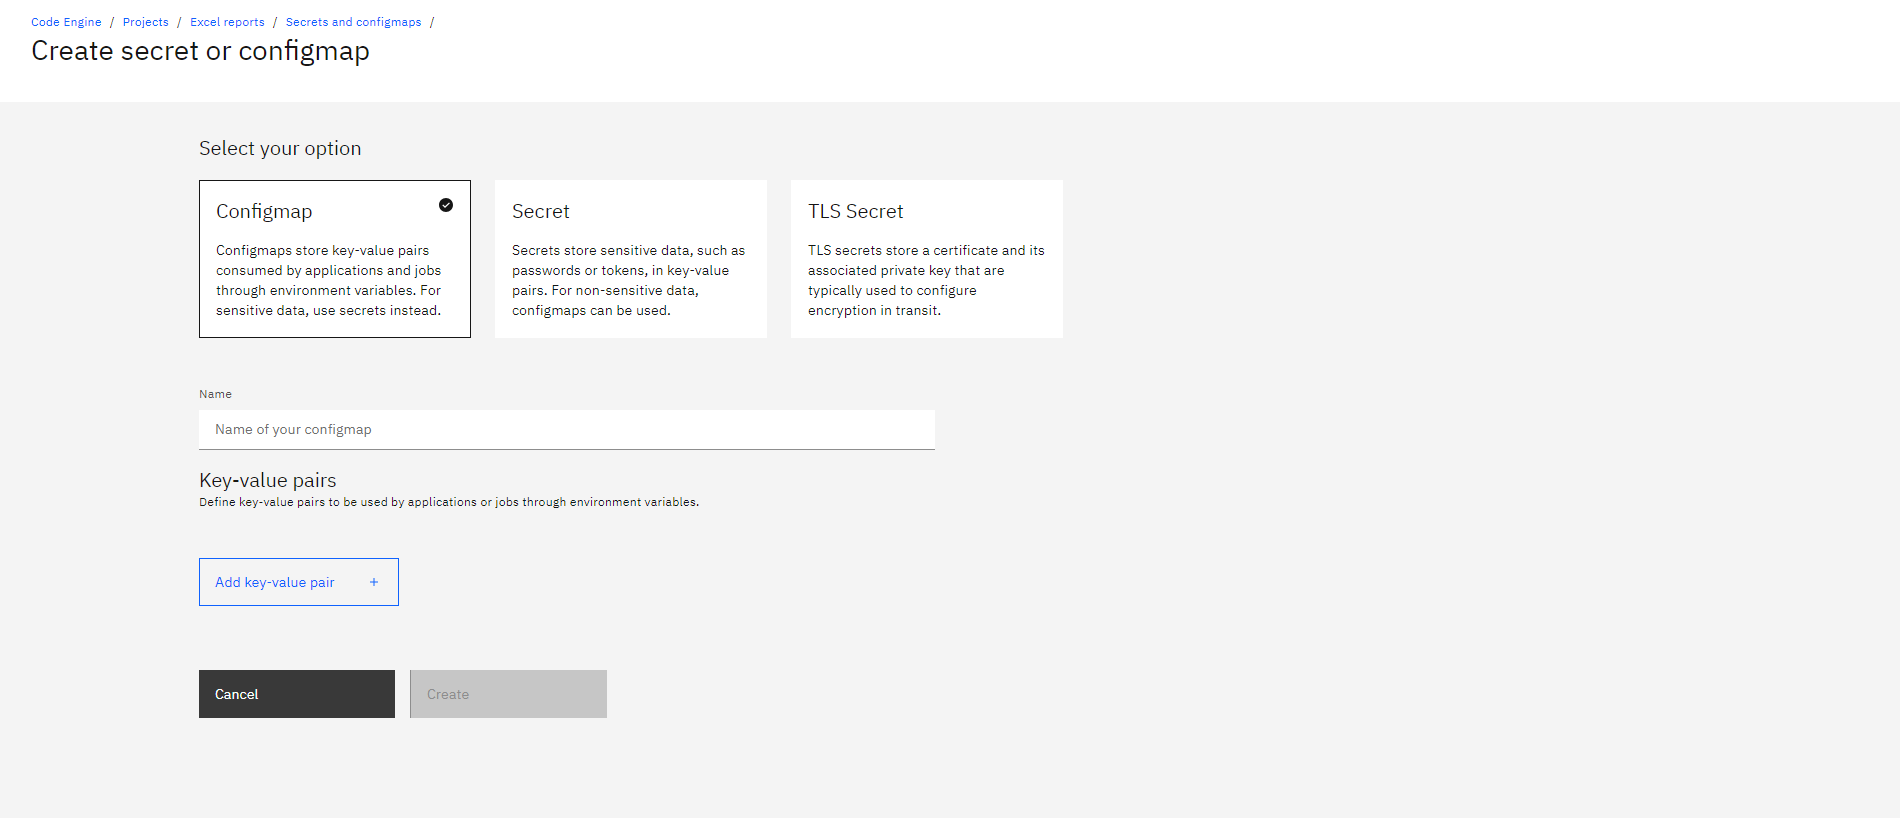 Code Engine / Projects / Excel reports / Secrets and configmaps /
Create secret or configmap
Select your option
Configmap
Configmaps store key-value pairs
consumed by applications and jobs
through environment variables. For
sensitive data, use secrets instead.
Secret
Secrets store sensitive data, such as
passwords or tokens, in key-value
pairs. For non-sensitive data,
configmaps can be used.
TLS Secret
TLS secrets store a certificate and its
associated private key that are
typically used to configure
encryption in transit.
Name
Name of your configmap
Key-value pairs
Define key-value pairs to be used by applications or jobs through environment variables.
Add key-value pair +
Cancel
Create